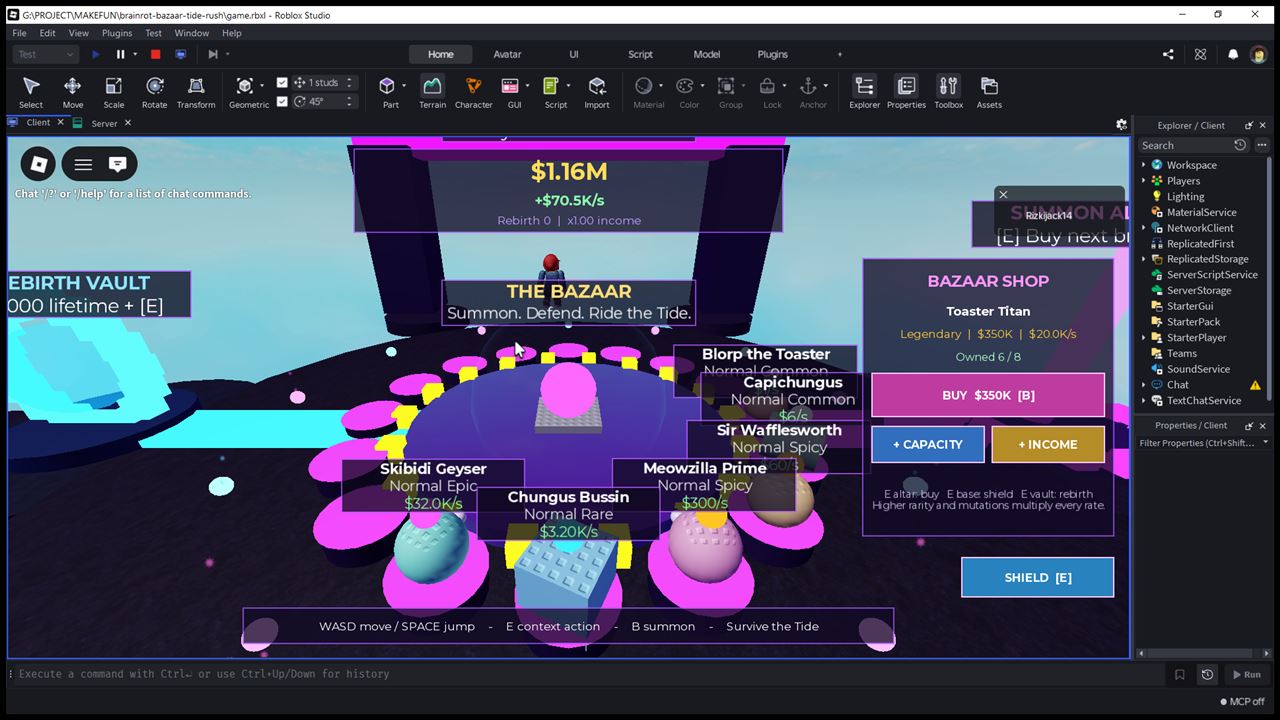 G:\PROJECT\MAKEFUN\brainrot-bazaar-tide-rush\game.rbxl - Roblox Studio
File Edit View Plugins Test Window Help
Test
Home Avatar UI Script Model Plugins +
Select Move Scale Rotate Transform Geometric 1 studs 45° Part Terrain Character GUI Script Import Material Color Group Lock Anchor Explorer Properties Toolbox Assets
Client Server
Chat '/?' or '/help' for a list of chat commands.
$1.16M
+$70.5K/s
Rebirth 0 | x1.00 income
Rizkijack14
SUMMON AL
[E] Buy next b
EBIRTH VAULT
000 lifetime + [E]
THE BAZAAR
Summon. Defend. Ride the Tide.
BAZAAR SHOP
Toaster Titan
Legendary | $350K | $20.0K/s
Owned 6 / 8
BUY $350K [B]
+ CAPACITY
+ INCOME
E altar: buy E base: shield E vault: rebirth
Higher rarity and mutations multiply every rate.
SHIELD [E]
Blorp the Toaster
Normal Common
Capichungus
Normal Common
$6/s
Sir Wafflesworth
Normal Spicy
$60/s
Skibidi Geyser
Normal Epic
$32.0K/s
Chungus Bussin
Normal Rare
$3.20K/s
Meowzilla Prime
Normal Spicy
$300/s
WASD move / SPACE jump - E context action - B summon - Survive the Tide
Explorer / Client
Search
Workspace
Players
Lighting
MaterialService
NetworkClient
ReplicatedFirst
ReplicatedStorage
ServerScriptService
ServerStorage
StarterGui
StarterPack
StarterPlayer
Teams
SoundService
Chat
TextChatService
Properties / Client
Filter Properties (Ctrl+Shift...
Execute a command with Ctrl+↵ or use Ctrl+Up/Down for history
Run
MCP off